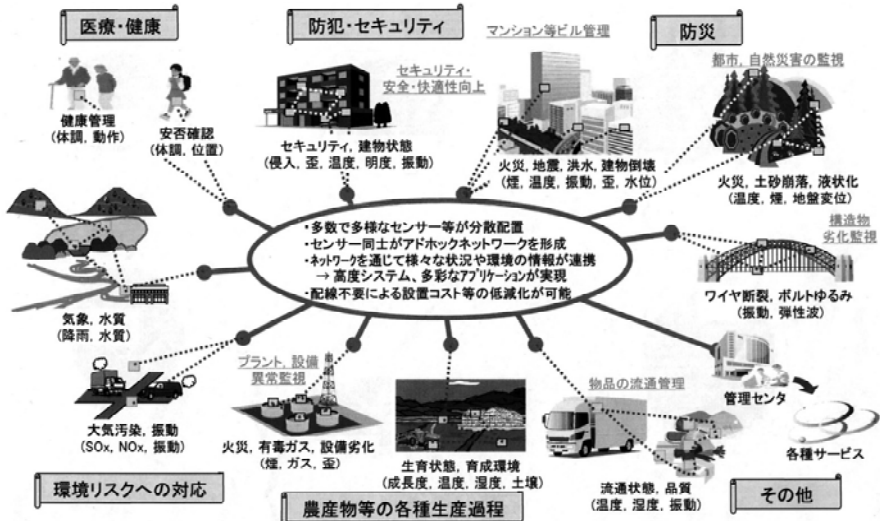 医療・健康
防犯・セキュリティ
マンション等ビル管理
防災
セキュリティ・
安全・快適性向上
都市, 自然災害の監視
健康管理
(体調, 動作)
安否確認
(体調, 位置)
セキュリティ, 建物状態
(侵入, 歪, 温度, 明度, 振動)
火災, 地震, 洪水, 建物倒壊
(煙, 温度, 振動, 歪, 水位)
火災, 土砂崩落, 液状化
(温度, 煙, 地盤変位)
・多数で多様なセンサー等が分散配置
・センサー同士がアドホックネットワークを形成
・ネットワークを通じて様々な状況や環境の情報が連携
→ 高度システム、多彩なアプリケーションが実現
・配線不要による設置コスト等の低減化が可能
構造物
劣化監視
ワイヤ断裂, ボルトゆるみ
(振動, 弾性波)
気象, 水質
(降雨, 水質)
大気汚染, 振動
(SOx, NOx, 振動)
プラント, 設備
異常監視
火災, 有毒ガス, 設備劣化
(煙, ガス, 歪)
生育状態, 育成環境
(成長度, 温度, 湿度, 土壌)
物品の流通管理
流通状態, 品質
(温度, 湿度, 振動)
管理センタ
各種サービス
環境リスクへの対応
農産物等の各種生産過程
その他